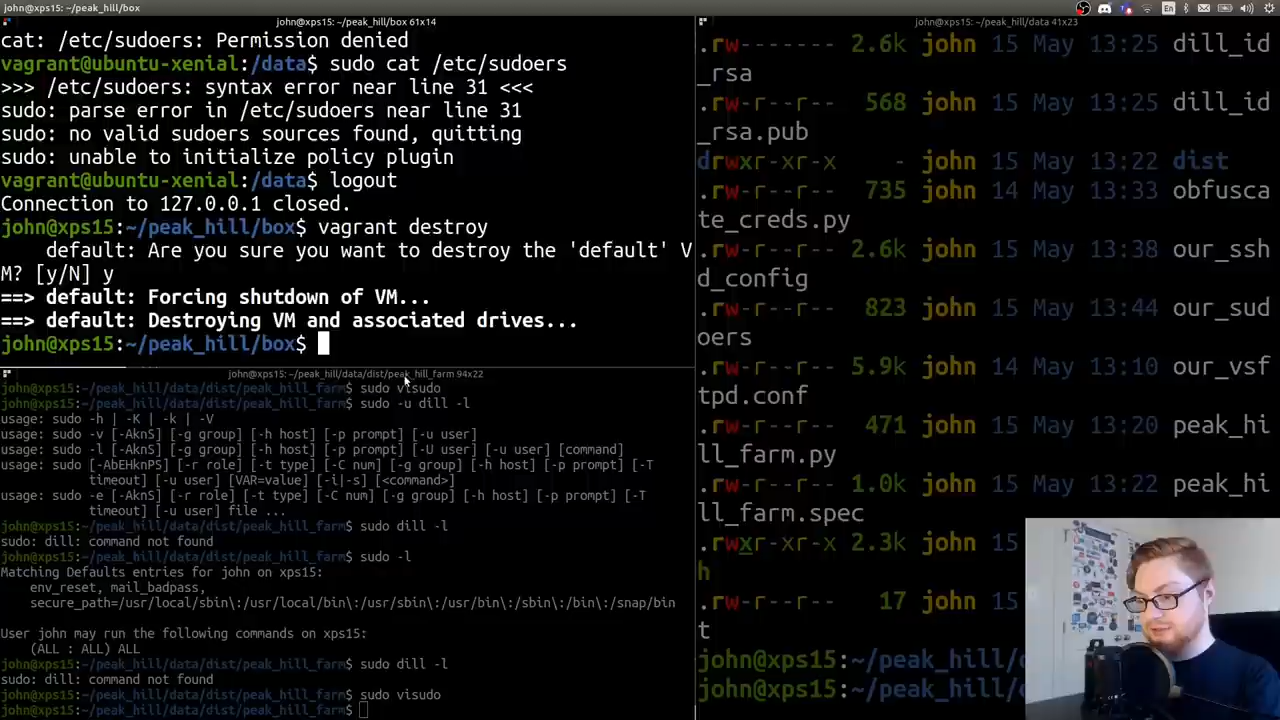 john@xps15: ~/peak_hill/box
john@xps15: ~/peak_hill/box 61x14
cat: /etc/sudoers: Permission denied
vagrant@ubuntu-xenial:/data$ sudo cat /etc/sudoers
>>> /etc/sudoers: syntax error near line 31 <<<
sudo: parse error in /etc/sudoers near line 31
sudo: no valid sudoers sources found, quitting
sudo: unable to initialize policy plugin
vagrant@ubuntu-xenial:/data$ logout
Connection to 127.0.0.1 closed.
john@xps15:~/peak_hill/box$ vagrant destroy
default: Are you sure you want to destroy the 'default' V
M? [y/N] y
==> default: Forcing shutdown of VM...
==> default: Destroying VM and associated drives...
john@xps15:~/peak_hill/box$
john@xps15: ~/peak_hill/data/dist/peak_hill_farm 94x22
john@xps15:~/peak_hill/data/dist/peak_hill_farm$ sudo visudo
john@xps15:~/peak_hill/data/dist/peak_hill_farm$ sudo -u dill -l
usage: sudo -h | -K | -k | -V
usage: sudo -v [-AknS] [-g group] [-h host] [-p prompt] [-u user]
usage: sudo -l [-AknS] [-g group] [-h host] [-p prompt] [-U user] [-u user] [command]
usage: sudo [-AbEHknPS] [-r role] [-t type] [-C num] [-g group] [-h host] [-p prompt] [-T
timeout] [-u user] [VAR=value] [-i|-s] [<command>]
usage: sudo -e [-AknS] [-r role] [-t type] [-C num] [-g group] [-h host] [-p prompt] [-T
timeout] [-u user] file ...
john@xps15:~/peak_hill/data/dist/peak_hill_farm$ sudo dill -l
sudo: dill: command not found
john@xps15:~/peak_hill/data/dist/peak_hill_farm$ sudo -l
Matching Defaults entries for john on xps15:
env_reset, mail_badpass,
secure_path=/usr/local/sbin\:/usr/local/bin\:/usr/sbin\:/usr/bin\:/sbin\:/bin\:/snap/bin
User john may run the following commands on xps15:
(ALL : ALL) ALL
john@xps15:~/peak_hill/data/dist/peak_hill_farm$ sudo dill -l
sudo: dill: command not found
john@xps15:~/peak_hill/data/dist/peak_hill_farm$ sudo visudo
john@xps15:~/peak_hill/data/dist/peak_hill_farm$
john@xps15: ~/peak_hill/data 41x23
.rw------- 2.6k john 15 May 13:25 dill_id
_rsa
.rw-r--r-- 568 john 15 May 13:25 dill_id
_rsa.pub
drwxr-xr-x - john 15 May 13:22 dist
.rw-r--r-- 735 john 14 May 13:33 obfusca
te_creds.py
.rw-r--r-- 2.6k john 15 May 13:38 our_ssh
d_config
.rw-r--r-- 823 john 15 May 13:44 our_sud
oers
.rw-r--r-- 5.9k john 15 May 13:26 our_vsf
tpd.conf
.rw-r--r-- 471 john 15 May 13:20 peak_hi
ll_farm.py
.rw-r--r-- 1.0k john 15 May 13:22 peak_hi
ll_farm.spec
.rwxr-xr-x 2.3k john 15
h
.rw-r--r-- 17 john 15
t
john@xps15:~/peak_hill/
john@xps15:~/peak_hill/
En